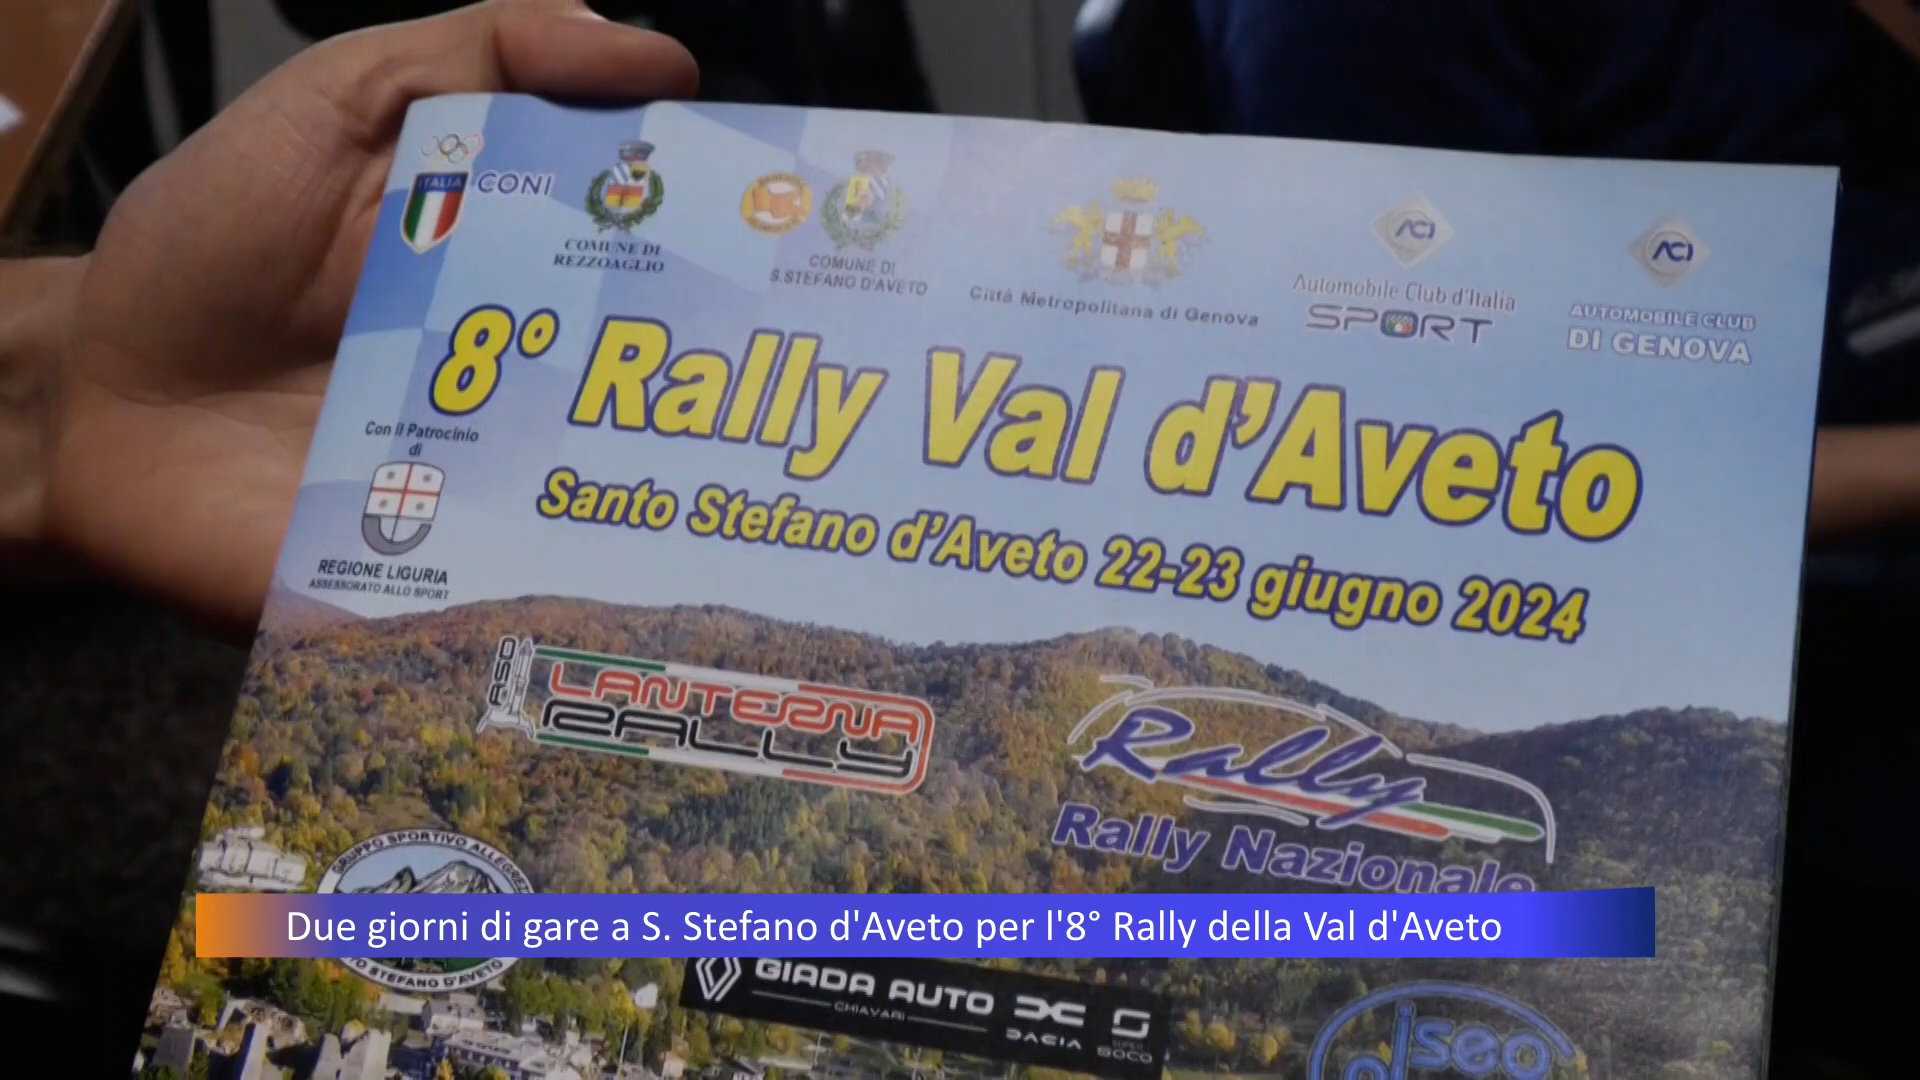 ITALIA
CONI
COMUNE DI
REZZOAGLIO
COMUNE DI
S.STEFANO D'AVETO
Città Metropolitana di Genova
ACI
Automobile Club d'Italia
SPORT
ACI
AUTOMOBILE CLUB
DI GENOVA
8° Rally Val d'Aveto
Santo Stefano d'Aveto 22-23 giugno 2024
Con il Patrocinio
di
REGIONE LIGURIA
ASSESSORATO ALLO SPORT
ASD
LANTERNA
RALLY
Rally
Rally Nazionale
GRUPPO SPORTIVO ALLEGREZ
Due giorni di gare a S. Stefano d'Aveto per l'8° Rally della Val d'Aveto
STEFANO D'AVETO
GIADA AUTO
CHIAVARI
DACIA
SOCO